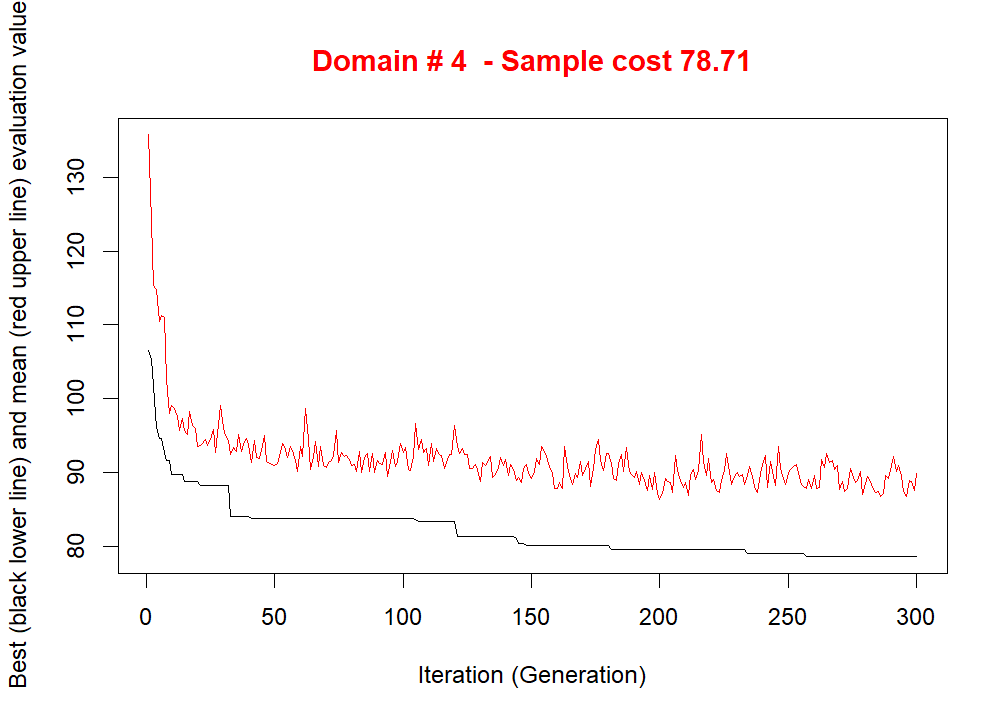 Domain # 4  - Sample cost 78.71
Best (black lower line) and mean (red upper line) evaluation value
130
120
110
100
90
80
0 50 100 150 200 250 300
Iteration (Generation)